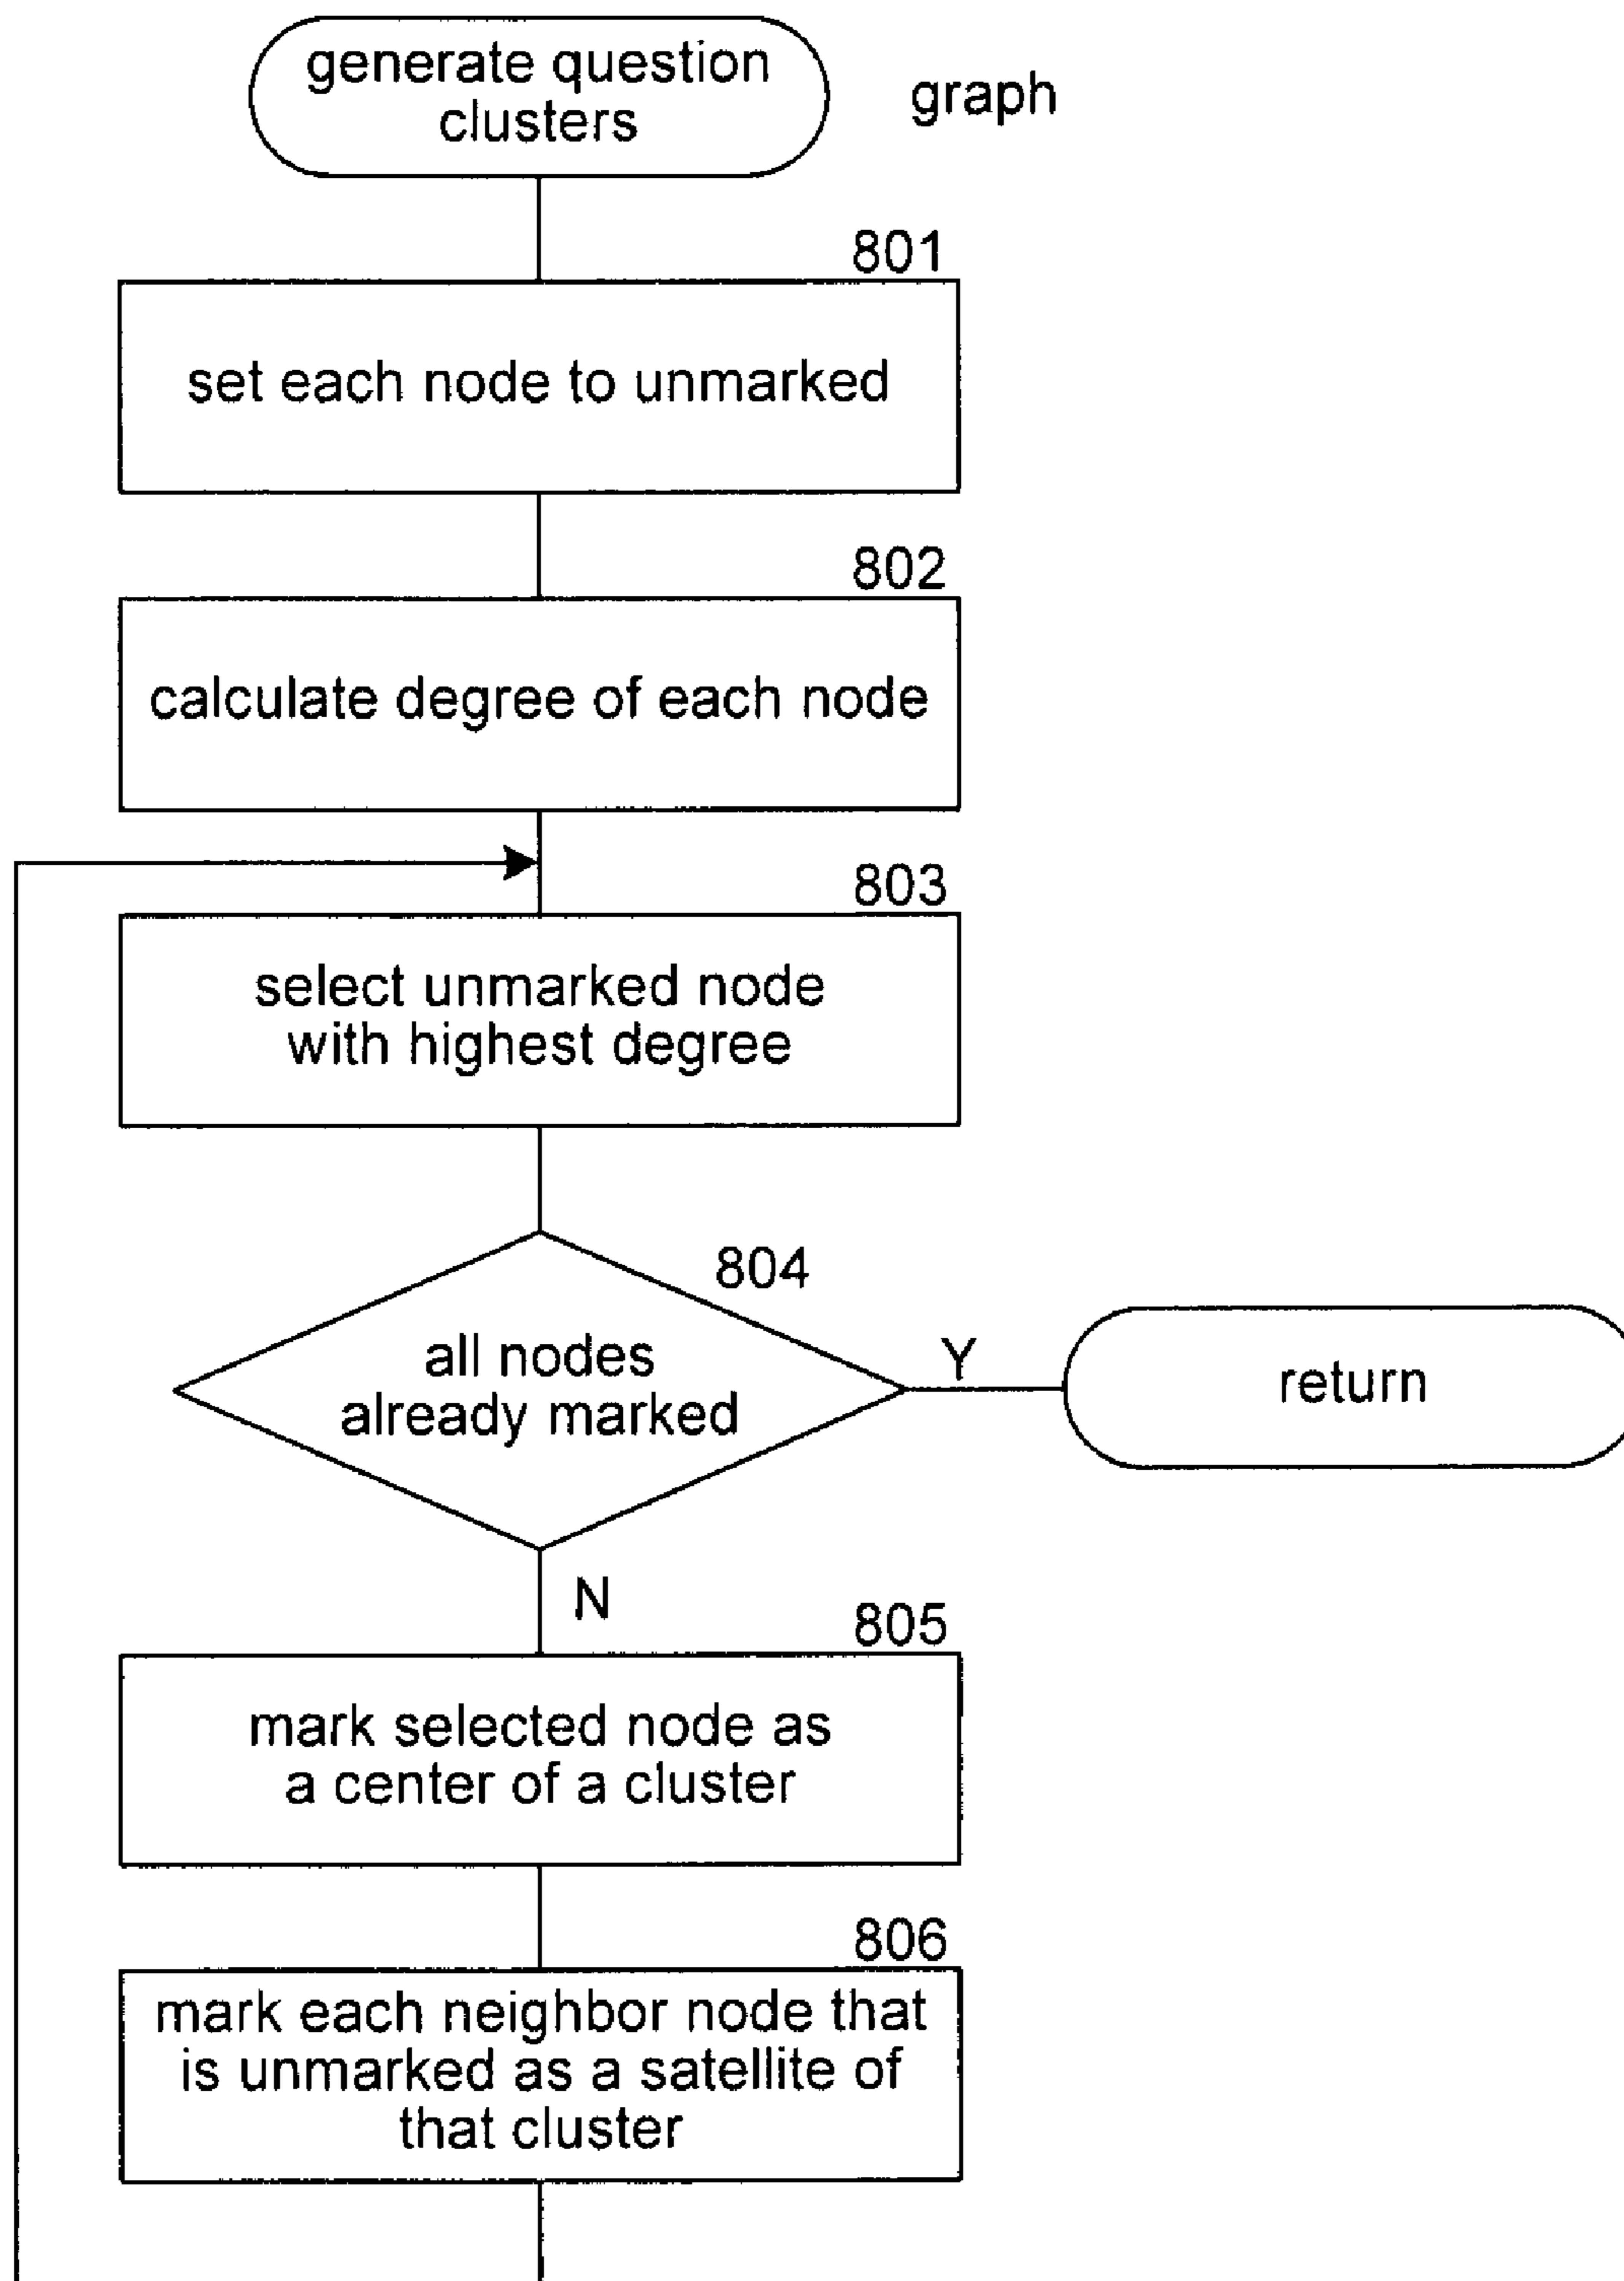 generate question
clusters
graph
801
set each node to unmarked
802
calculate degree of each node
803
select unmarked node
with highest degree
804
all nodes
already marked
Y
return
N
805
mark selected node as
a center of a cluster
806
mark each neighbor node that
is unmarked as a satellite of
that cluster